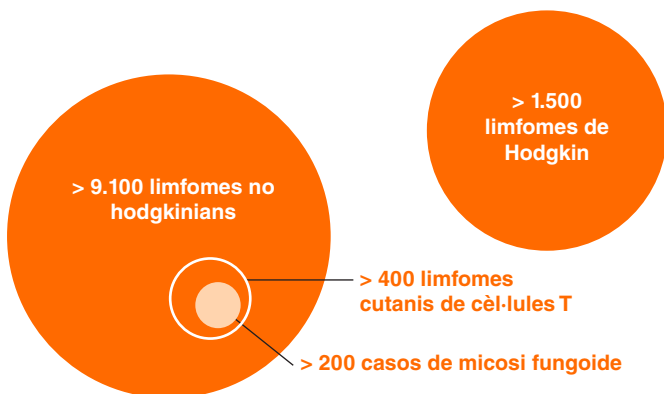 > 1.500
limfomes de
Hodgkin
> 9.100 limfomes no
hodgkinians
> 400 limfomes
cutanis de cèl·lules T
> 200 casos de micosi fungoide